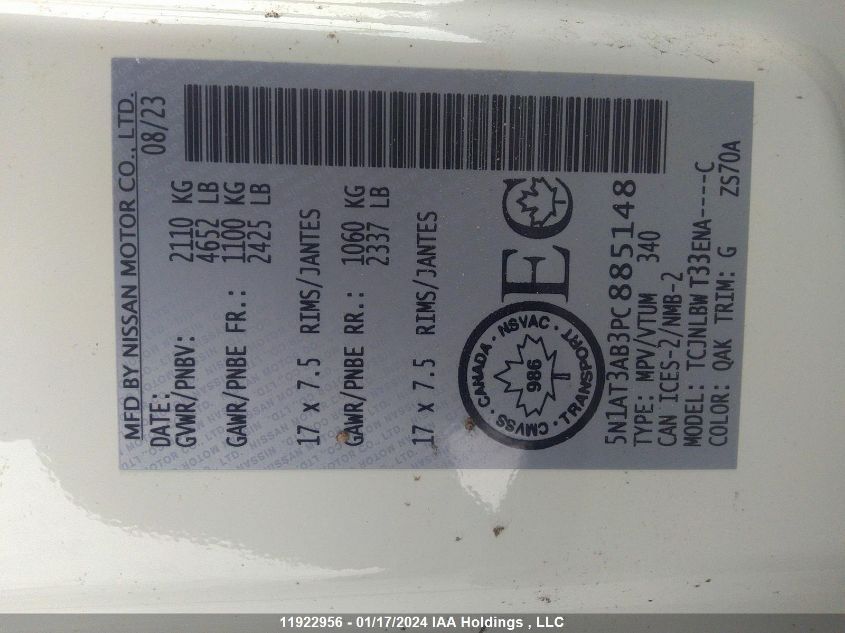 MFD BY NISSAN MOTOR CO., LTD.
DATE: 08/23
GVWR/PNBV: 2110 KG
4652 LB
GAWR/PNBE FR.: 1100 KG
2425 LB
17 x 7.5 RIMS/JANTES
GAWR/PNBE RR.: 1060 KG
2337 LB
17 x 7.5 RIMS/JANTES
CANADA · NSVAC · TRANSPORT · CMVSS ·
986
EC
5N1AT3AB3PC885148
TYPE: MPV/VTUM 340
CAN ICES-2/NMB-2
MODEL: TCJNLBW T33ENA----C
COLOR: QAK TRIM: G ZS70A
11922956 - 01/17/2024 IAA Holdings , LLC